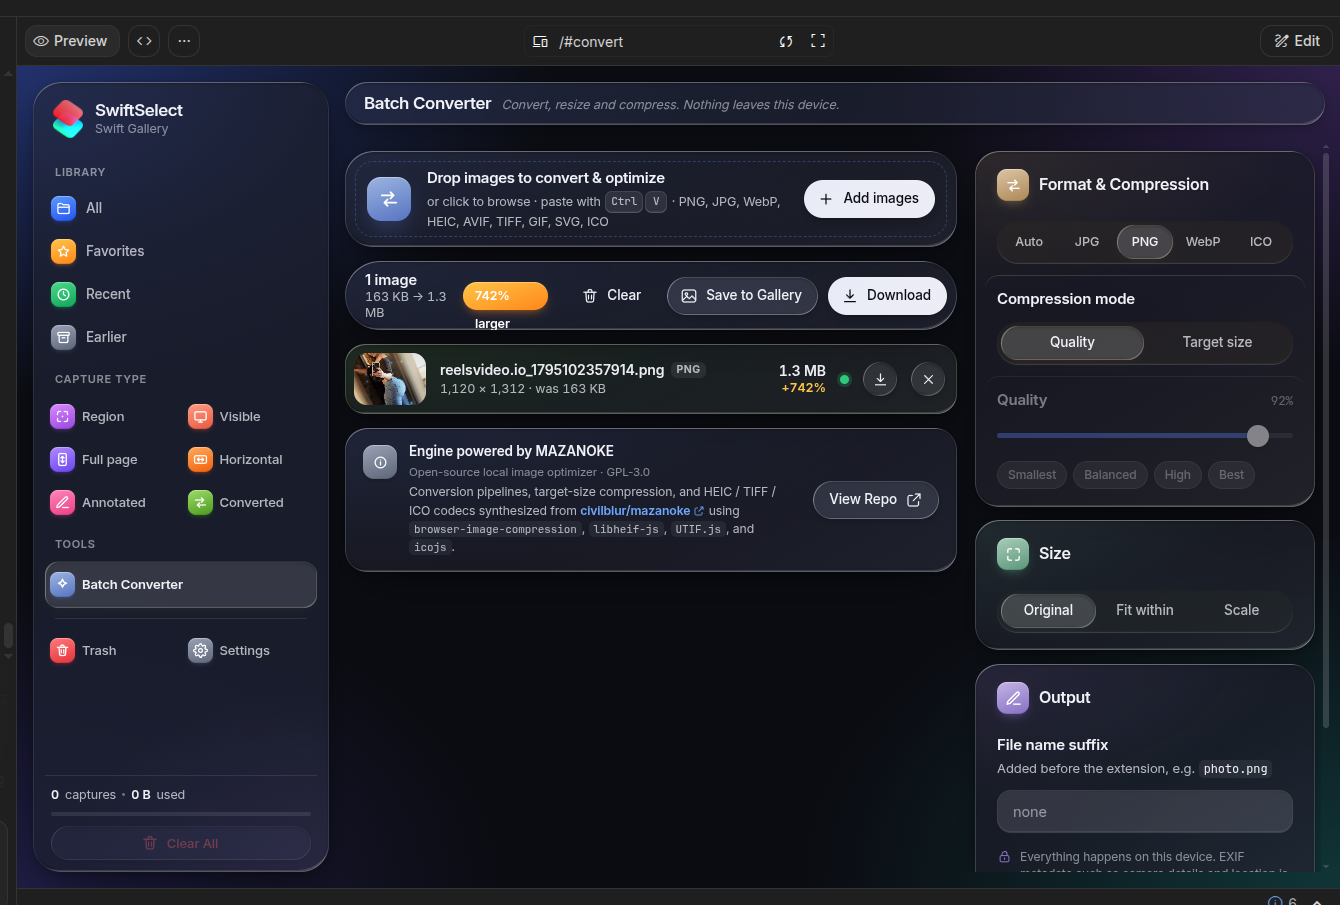 Preview
/#convert
Edit
SwiftSelect
Swift Gallery
LIBRARY
All
Favorites
Recent
Earlier
CAPTURE TYPE
Region
Visible
Full page
Horizontal
Annotated
Converted
TOOLS
Batch Converter
Trash
Settings
0 captures • 0 B used
Clear All
Batch Converter Convert, resize and compress. Nothing leaves this device.
Drop images to convert & optimize
or click to browse · paste with Ctrl V · PNG, JPG, WebP,
HEIC, AVIF, TIFF, GIF, SVG, ICO
Add images
1 image
163 KB → 1.3
MB
742%
larger
Clear
Save to Gallery
Download
reelsvideo.io_1795102357914.png PNG
1,120 × 1,312 · was 163 KB
1.3 MB
+742%
Engine powered by MAZANOKE
Open-source local image optimizer · GPL-3.0
Conversion pipelines, target-size compression, and HEIC / TIFF /
ICO codecs synthesized from civilblur/mazanoke using
browser-image-compression, libheif-js, UTIF.js, and
icojs.
View Repo
Format & Compression
Auto
JPG
PNG
WebP
ICO
Compression mode
Quality
Target size
Quality
92%
Smallest
Balanced
High
Best
Size
Original
Fit within
Scale
Output
File name suffix
Added before the extension, e.g. photo.png
none
Everything happens on this device. EXIF
metadata such as camera details and location is
6